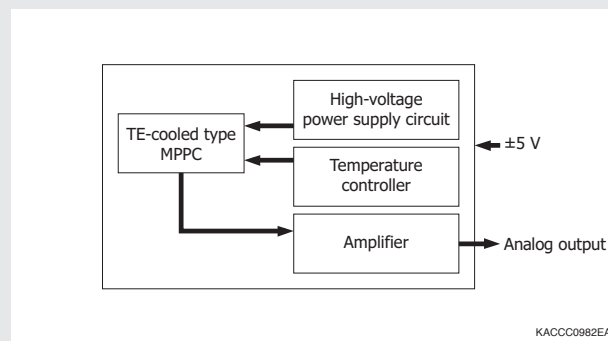 High-voltage
power supply circuit
TE-cooled type
MPPC
±5 V
Temperature
controller
Amplifier
Analog output
KACCC0982EA